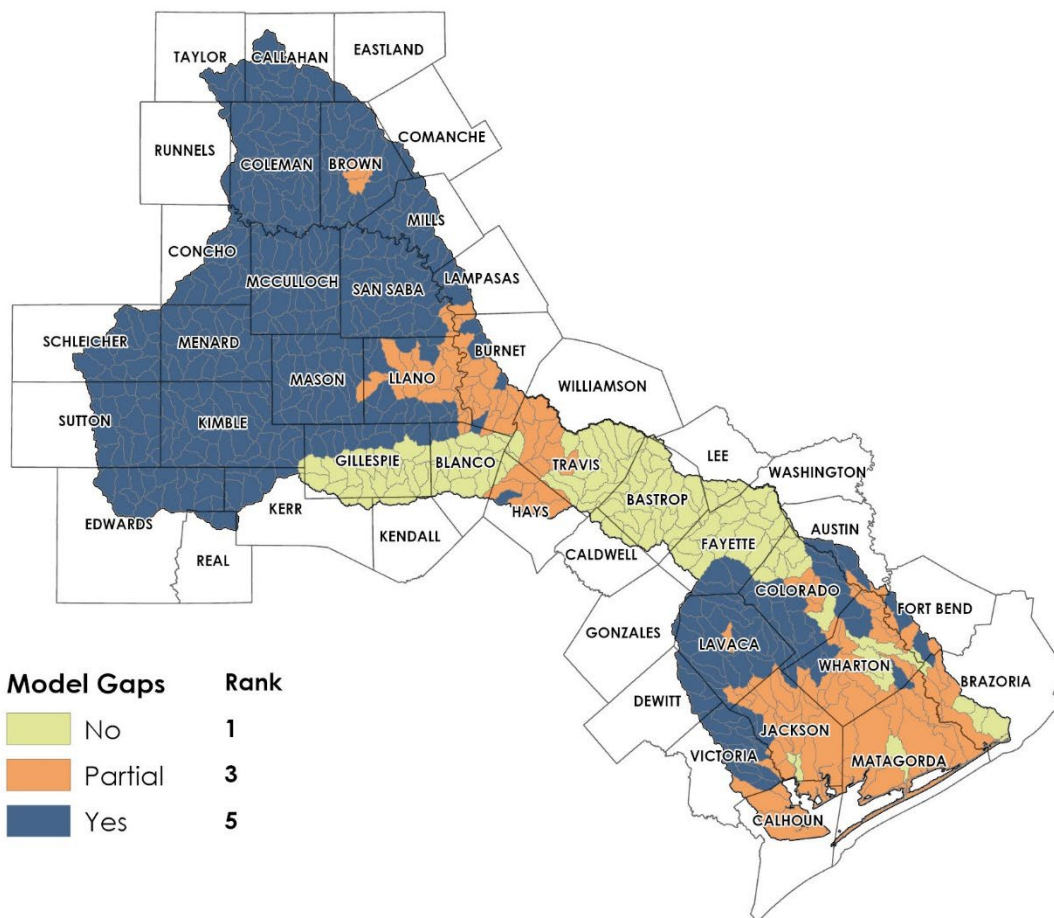 TAYLOR
CALLAHAN
EASTLAND
COMANCHE
RUNNELS
COLEMAN
BROWN
MILLS
CONCHO
MCCULLOCH
SAN SABA
LAMPASAS
SCHLEICHER
MENARD
MASON
LLANO
BURNET
WILLIAMSON
SUTTON
KIMBLE
GILLESPIE
BLANCO
TRAVIS
LEE
WASHINGTON
BASTROP
EDWARDS
REAL
KERR
KENDALL
HAYS
CALDWELL
FAYETTE
AUSTIN
COLORADO
FORT BEND
GONZALES
LAVACA
WHARTON
BRAZORIA
DEWITT
JACKSON
VICTORIA
MATAGORDA
CALHOUN
Model Gaps Rank
No 1
Partial 3
Yes 5